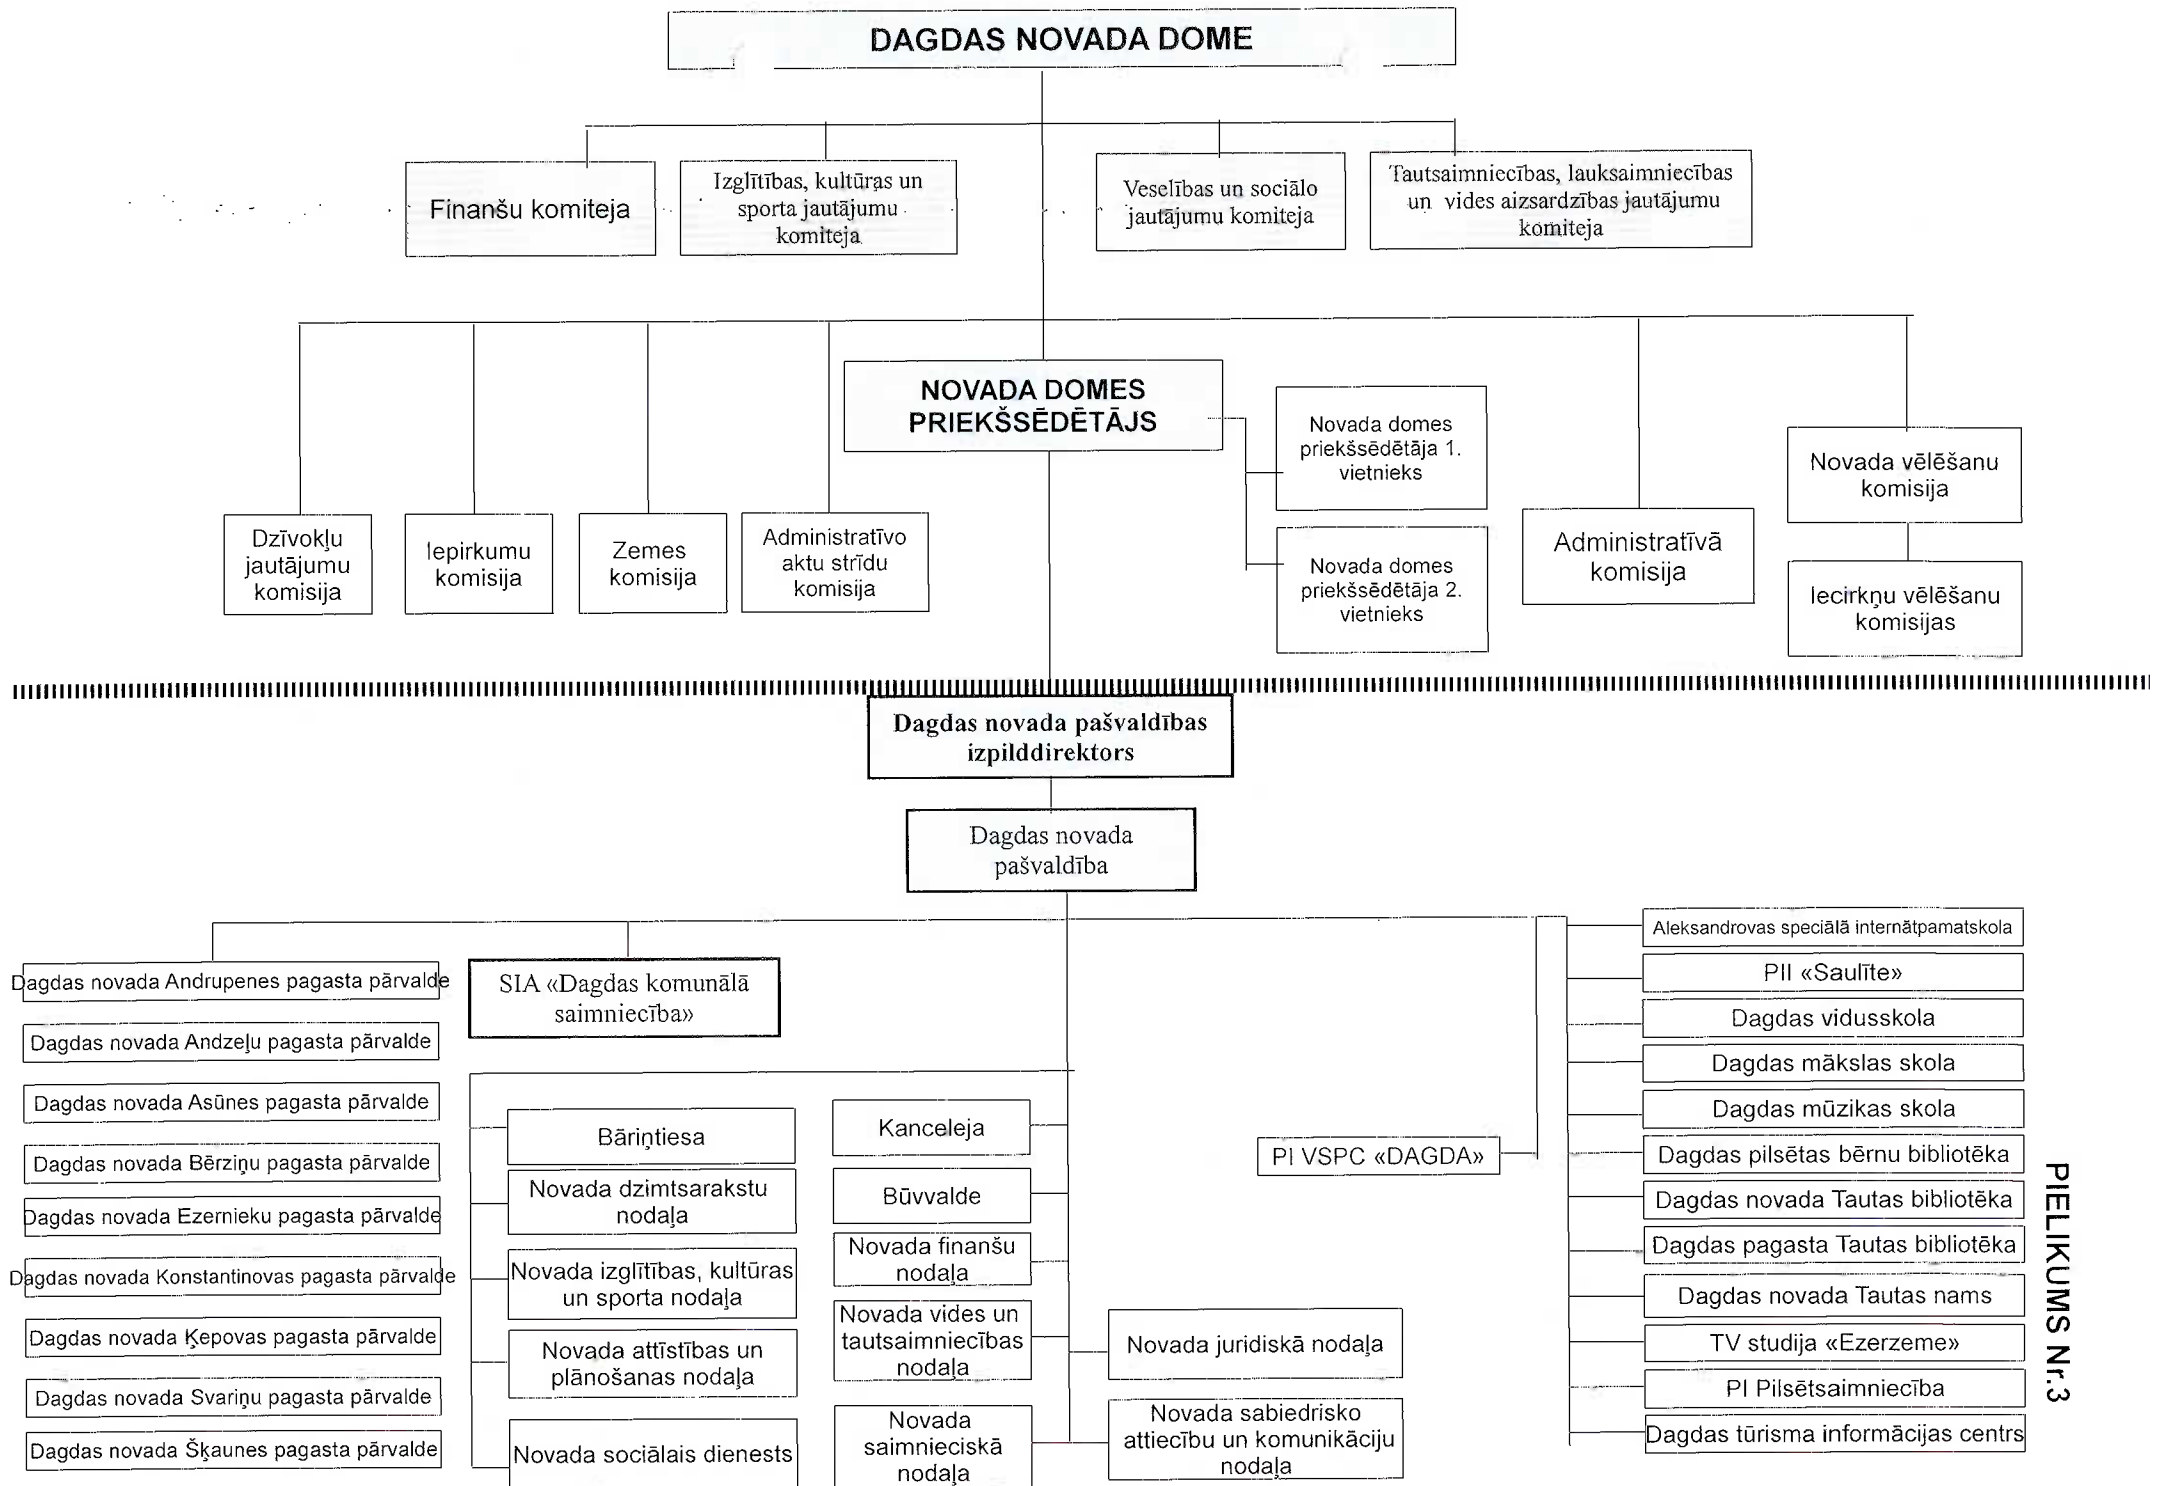 DAGDAS NOVADA DOME
Finanšu komiteja
Izglītības, kultūras un
sporta jautājumu
komiteja
Veselības un sociālo
jautājumu komiteja
Tautsaimniecības, lauksaimniecības
un vides aizsardzības jautājumu
komiteja
NOVADA DOMES
PRIEKŠSĒDĒTĀJS
Novada domes
priekšsēdētāja 1.
vietnieks
Novada domes
priekšsēdētāja 2.
vietnieks
Dzīvokļu
jautājumu
komisija
Iepirkumu
komisija
Zemes
komisija
Administratīvo
aktu strīdu
komisija
Administratīvā
komisija
Novada vēlēšanu
komisija
Iecirkņu vēlēšanu
komisijas
Dagdas novada pašvaldības
izpilddirektors
Dagdas novada
pašvaldība
Dagdas novada Andrupenes pagasta pārvalde
Dagdas novada Andzeļu pagasta pārvalde
Dagdas novada Asūnes pagasta pārvalde
Dagdas novada Bērziņu pagasta pārvalde
Dagdas novada Ezernieku pagasta pārvalde
Dagdas novada Konstantinovas pagasta pārvalde
Dagdas novada Ķepovas pagasta pārvalde
Dagdas novada Svariņu pagasta pārvalde
Dagdas novada Šķaunes pagasta pārvalde
SIA «Dagdas komunālā
saimniecība»
Bāriņtiesa
Novada dzimtsarakstu
nodaļa
Novada izglītības, kultūras
un sporta nodaļa
Novada attīstības un
plānošanas nodaļa
Novada sociālais dienests
Kanceleja
Būvvalde
Novada finanšu
nodaļa
Novada vides un
tautsaimniecības
nodaļa
Novada
saimnieciskā
nodaļa
Novada juridiskā nodaļa
Novada sabiedrisko
attiecību un komunikāciju
nodaļa
PI VSPC «DAGDA»
Aleksandrovas speciālā internātpamatskola
PII «Saulīte»
Dagdas vidusskola
Dagdas mākslas skola
Dagdas mūzikas skola
Dagdas pilsētas bērnu bibliotēka
Dagdas novada Tautas bibliotēka
Dagdas pagasta Tautas bibliotēka
Dagdas novada Tautas nams
TV studija «Ezerzeme»
PI Pilsētsaimniecība
Dagdas tūrisma informācijas centrs
PIELIKUMS Nr.3